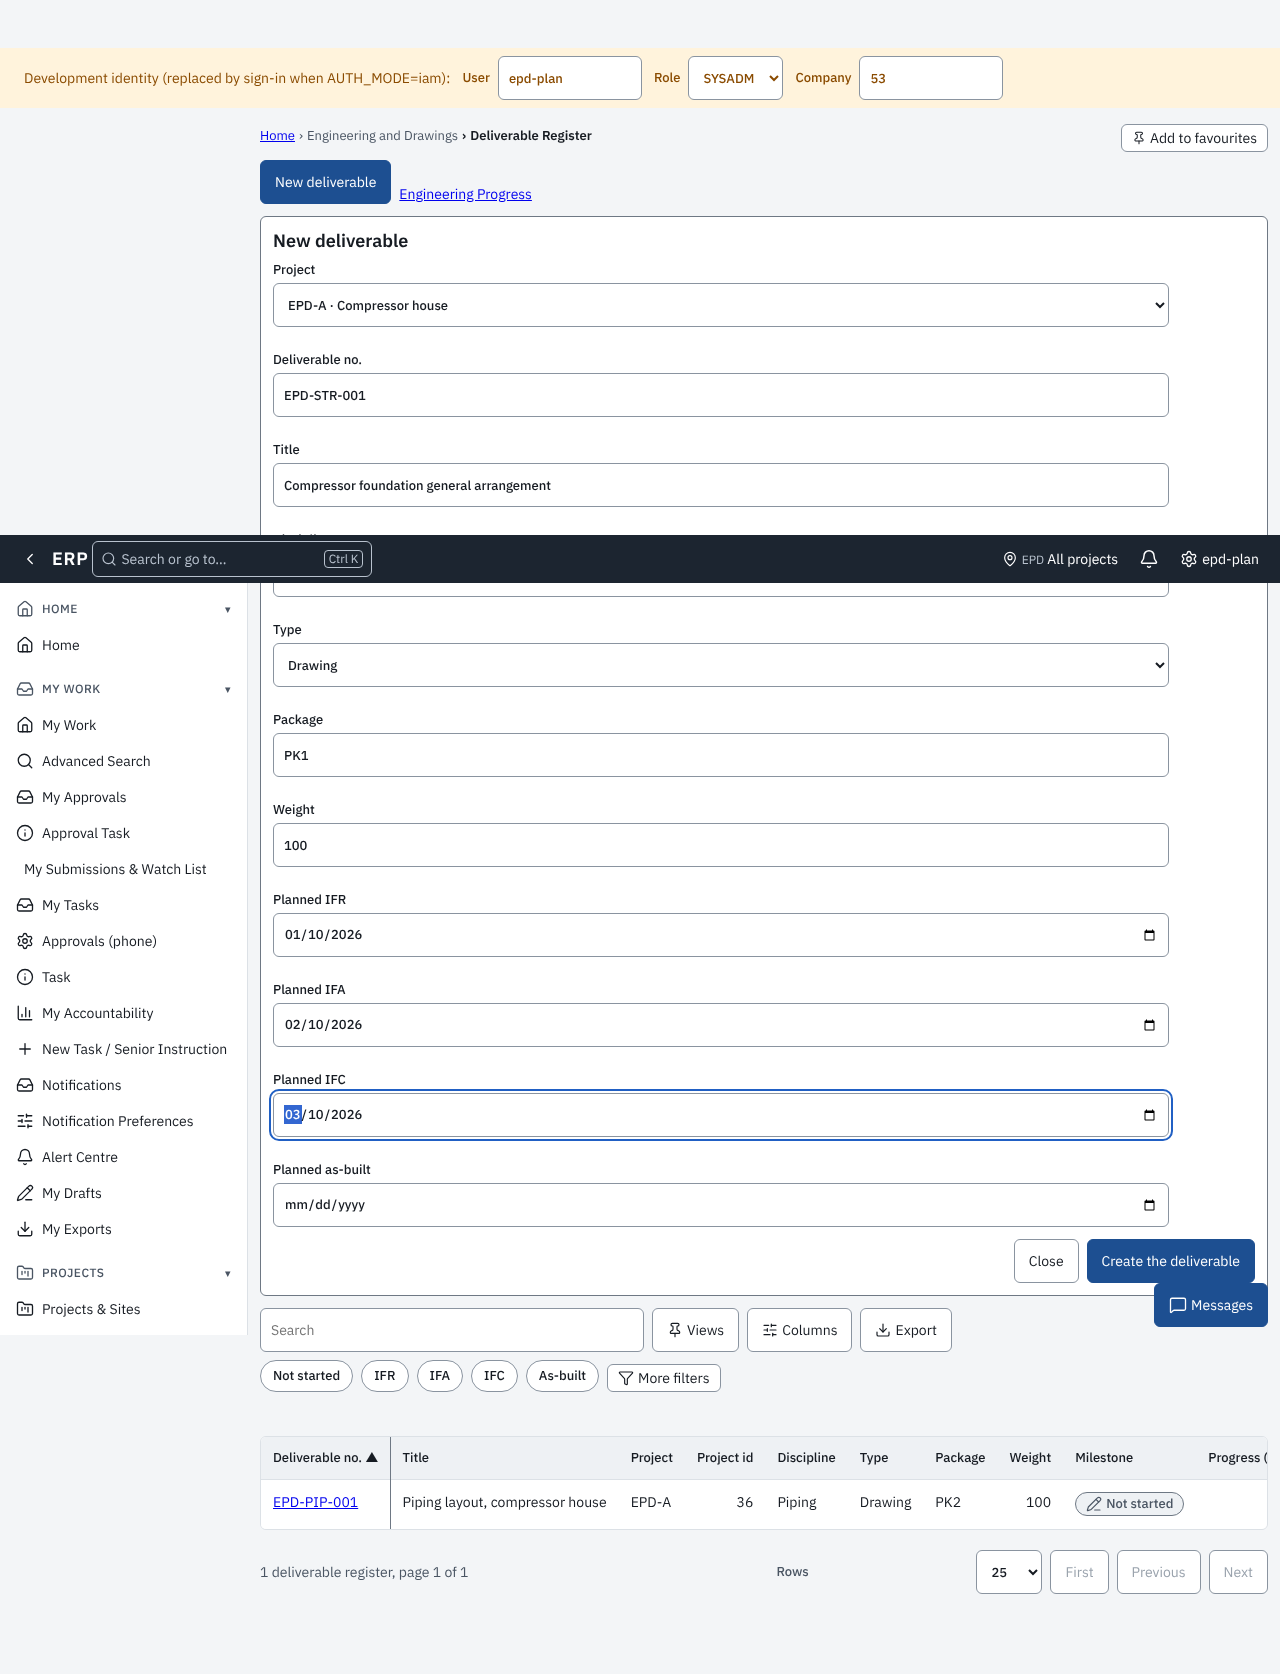 Development identity (replaced by sign-in when AUTH_MODE=iam): User epd-plan Role SYSADM Company 53
Home › Engineering and Drawings › Deliverable Register
Add to favourites
New deliverable
Engineering Progress
New deliverable
Project
EPD-A · Compressor house
Deliverable no.
EPD-STR-001
Title
Compressor foundation general arrangement
ERP Search or go to... Ctrl K EPD All projects epd-plan
HOME
Home
MY WORK
My Work
Advanced Search
My Approvals
Approval Task
My Submissions & Watch List
My Tasks
Approvals (phone)
Task
My Accountability
New Task / Senior Instruction
Notifications
Notification Preferences
Alert Centre
My Drafts
My Exports
PROJECTS
Projects & Sites
Type
Drawing
Package
PK1
Weight
100
Planned IFR
01/10/2026
Planned IFA
02/10/2026
Planned IFC
03/10/2026
Planned as-built
mm/dd/yyyy
Close Create the deliverable
Messages
Search Views Columns Export
Not started IFR IFA IFC As-built More filters
Deliverable no. ▲ Title Project Project id Discipline Type Package Weight Milestone Progress (
EPD-PIP-001 Piping layout, compressor house EPD-A 36 Piping Drawing PK2 100 Not started
1 deliverable register, page 1 of 1 Rows 25 First Previous Next